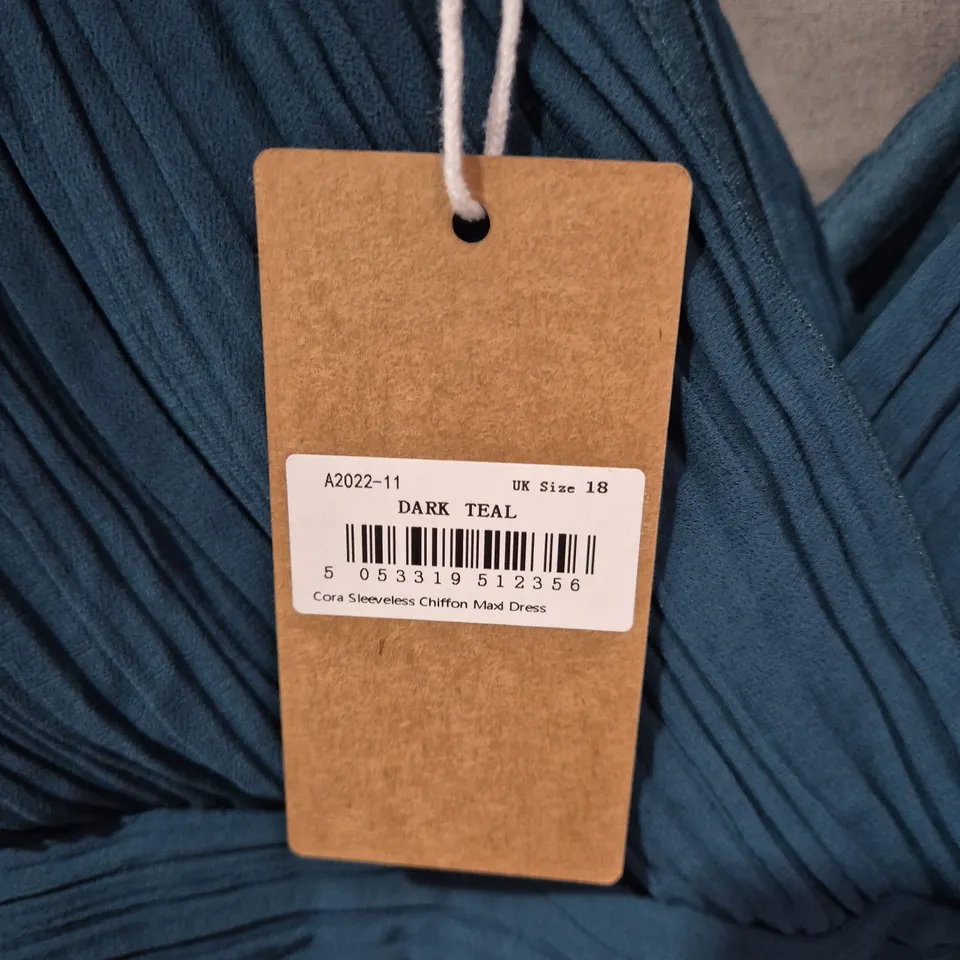 A2022-11 UK Size 18
DARK TEAL
5 053319 512356
Cora Sleeveless Chiffon Maxi Dress